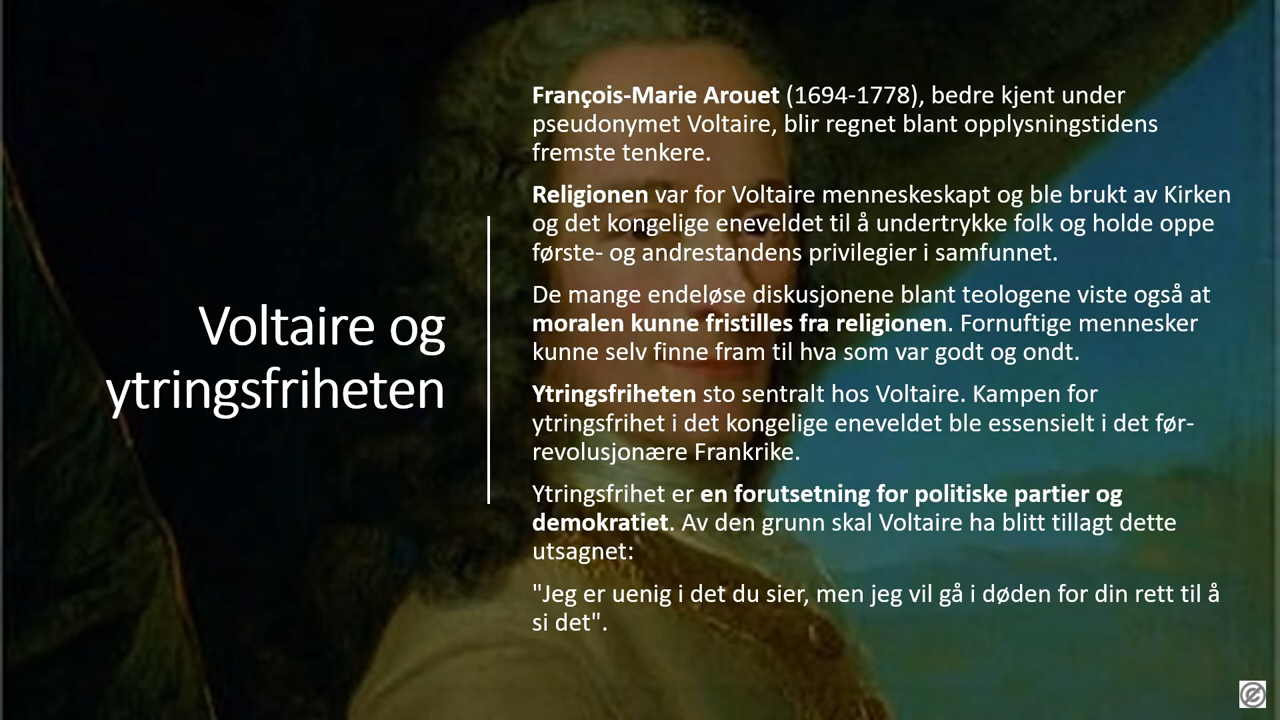 Voltaire og
ytringsfriheten
François-Marie Arouet (1694-1778), bedre kjent under
pseudonymet Voltaire, blir regnet blant opplysningstidens
fremste tenkere.
Religionen var for Voltaire menneskeskapt og ble brukt av Kirken
og det kongelige eneveldet til å undertrykke folk og holde oppe
første- og andrestandens privilegier i samfunnet.
De mange endeløse diskusjonene blant teologene viste også at
moralen kunne fristilles fra religionen. Fornuftige mennesker
kunne selv finne fram til hva som var godt og ondt.
Ytringsfriheten sto sentralt hos Voltaire. Kampen for
ytringsfrihet i det kongelige eneveldet ble essensielt i det før-
revolusjonære Frankrike.
Ytringsfrihet er en forutsetning for politiske partier og
demokratiet. Av den grunn skal Voltaire ha blitt tillagt dette
utsagnet:
"Jeg er uenig i det du sier, men jeg vil gå i døden for din rett til å
si det".